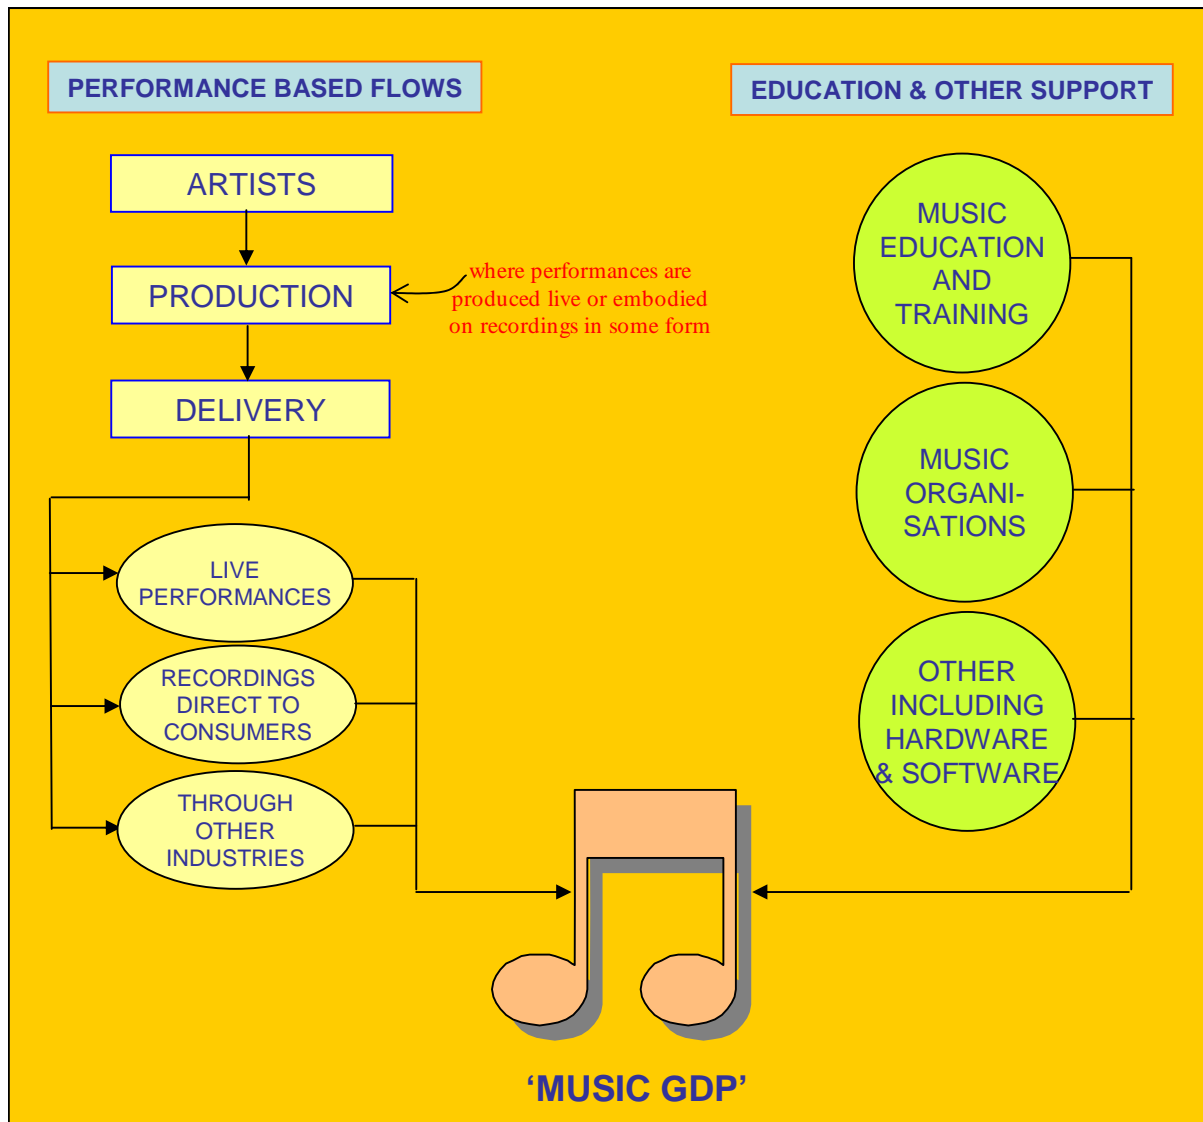 PERFORMANCE BASED FLOWS
ARTISTS
PRODUCTION
where performances are
produced live or embodied
on recordings in some form
DELIVERY
LIVE
PERFORMANCES
RECORDINGS
DIRECT TO
CONSUMERS
THROUGH
OTHER
INDUSTRIES
EDUCATION & OTHER SUPPORT
MUSIC
EDUCATION
AND
TRAINING
MUSIC
ORGANI-
SATIONS
OTHER
INCLUDING
HARDWARE
& SOFTWARE
‘MUSIC GDP’